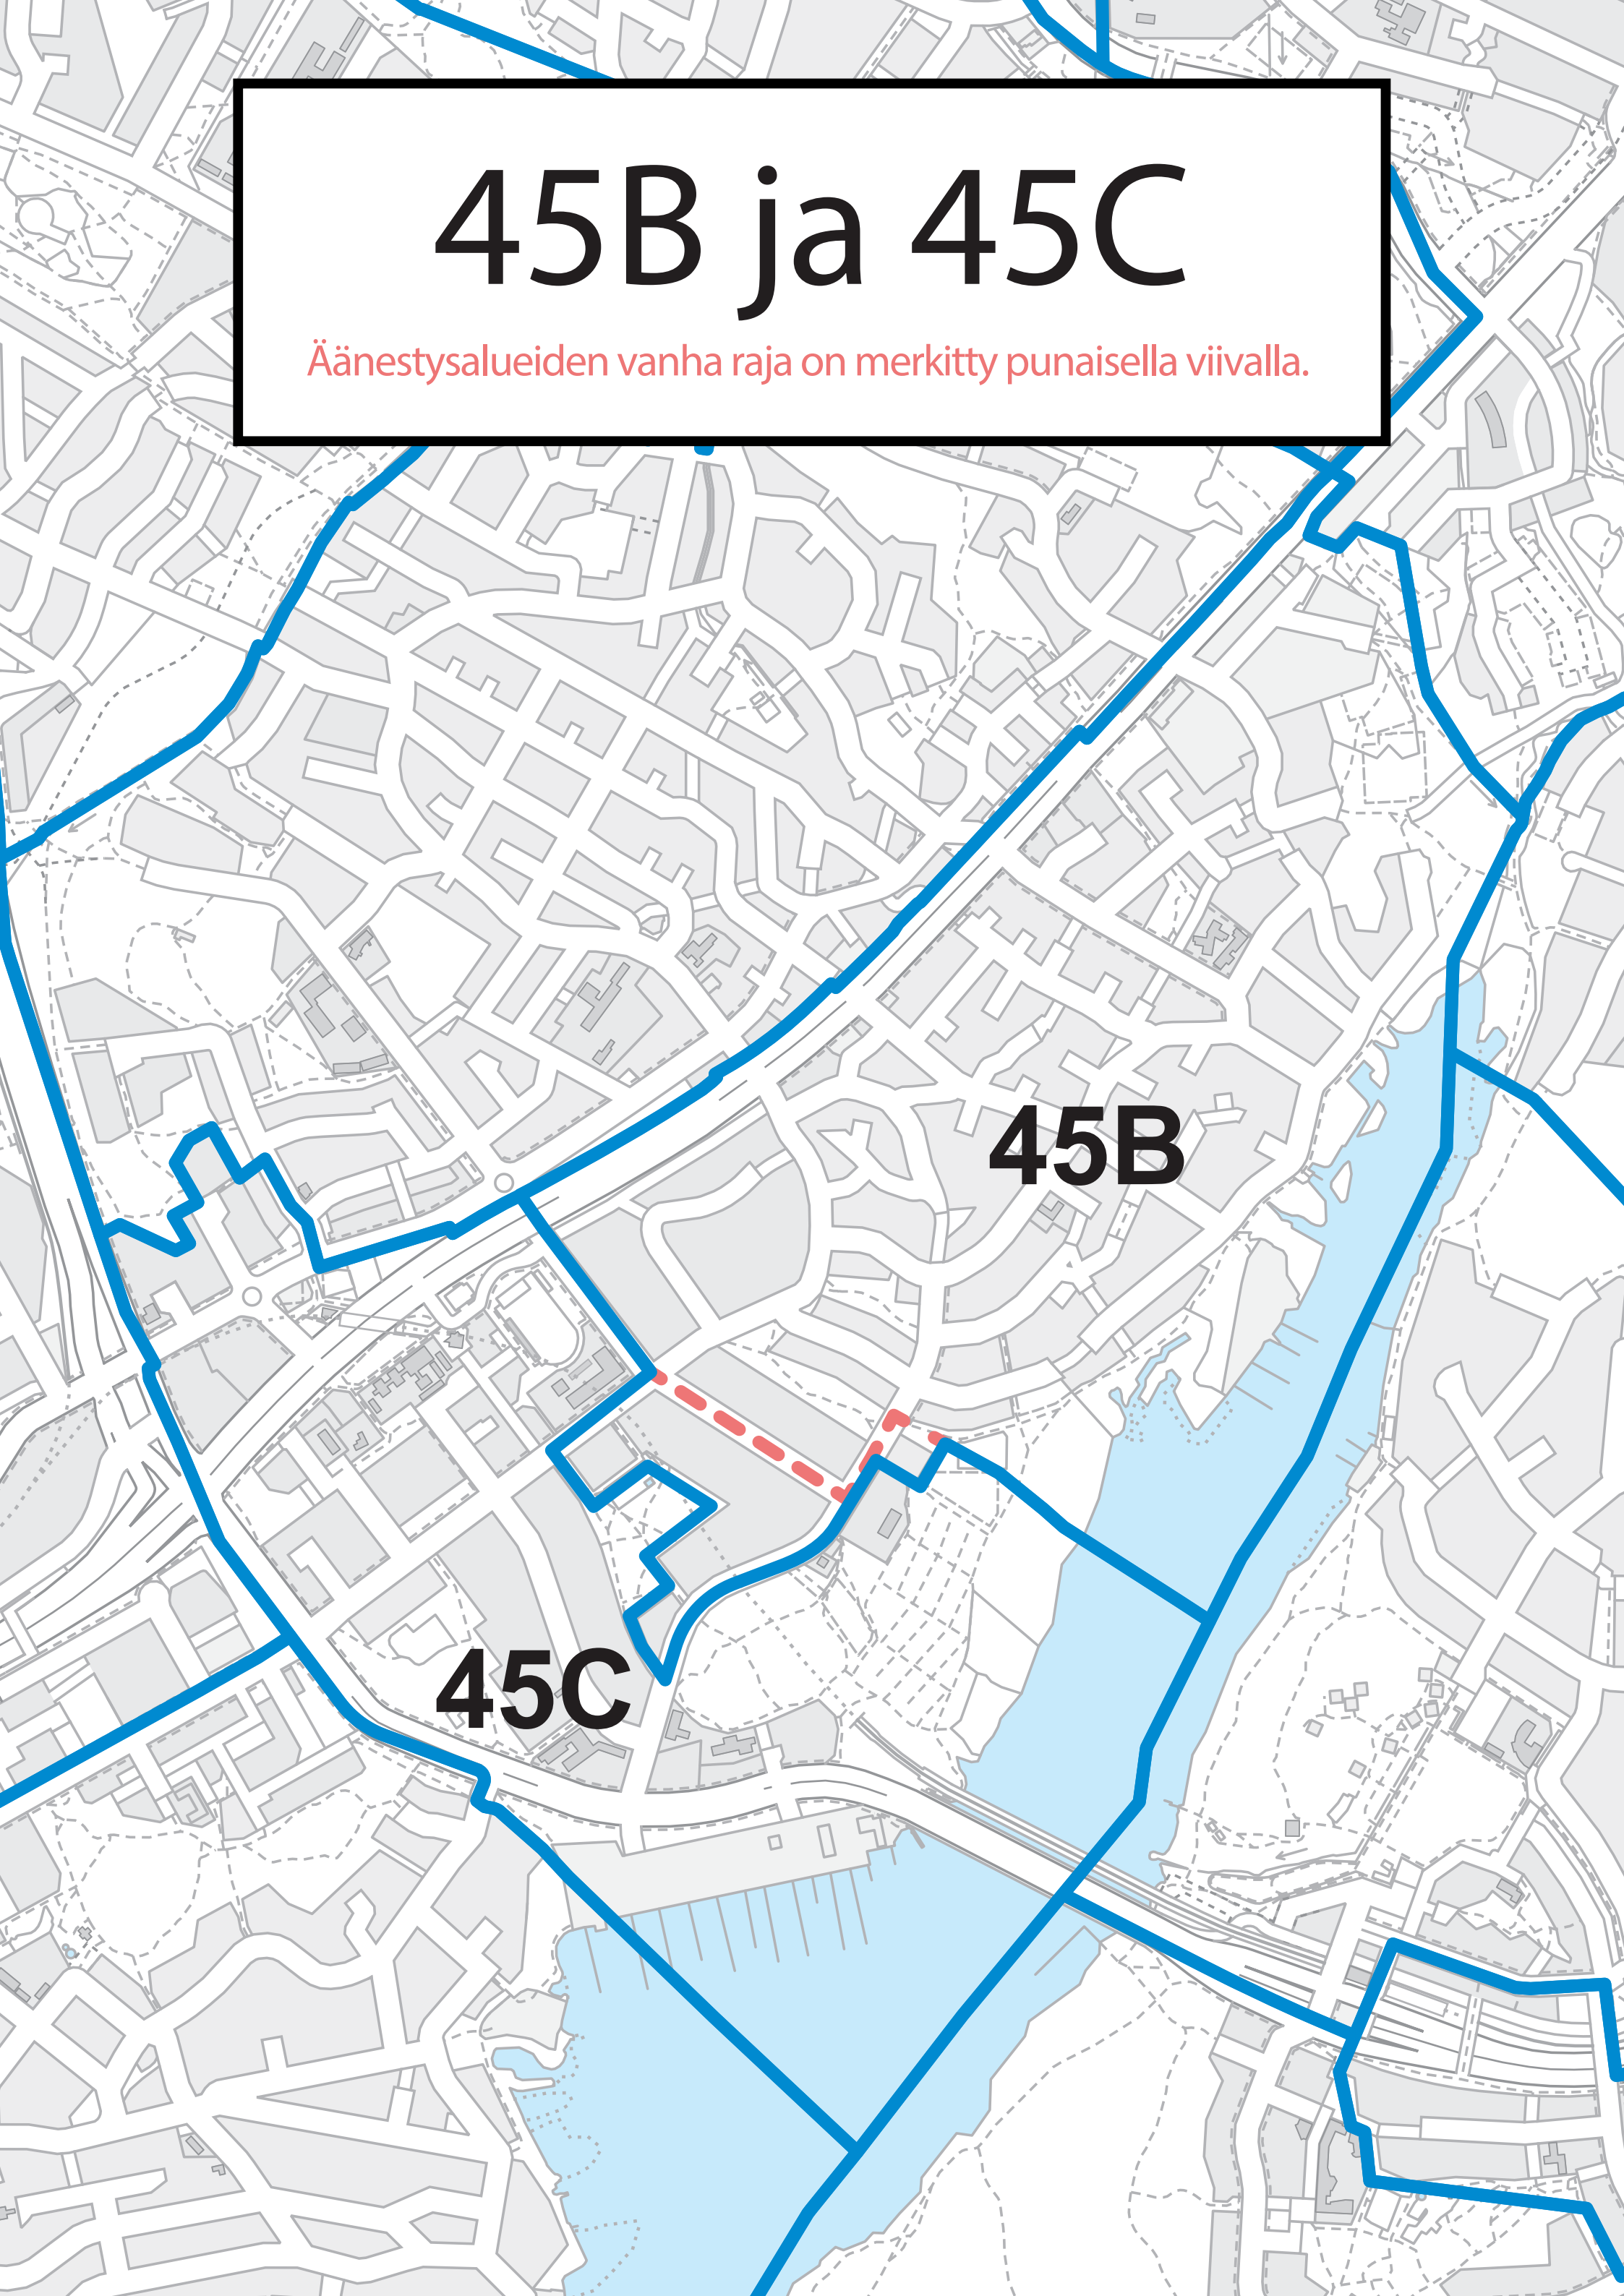 45B ja 45C
Äänestysalueiden vanha raja on merkitty punaisella viivalla.
45B
45C